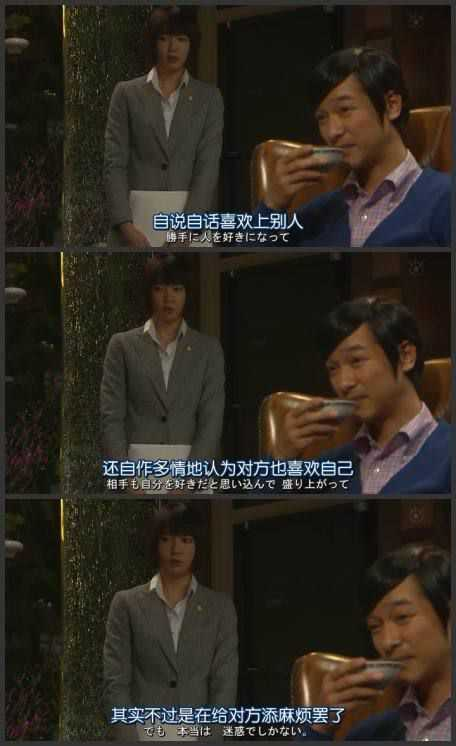 自说自话喜欢上别人
勝手に人を好きになって
还自作多情地认为对方也喜欢自己
相手も自分を好きだと思い込んで 盛り上がって
其实不过是在给对方添麻烦罢了
でも 本当は 迷惑でしかない。